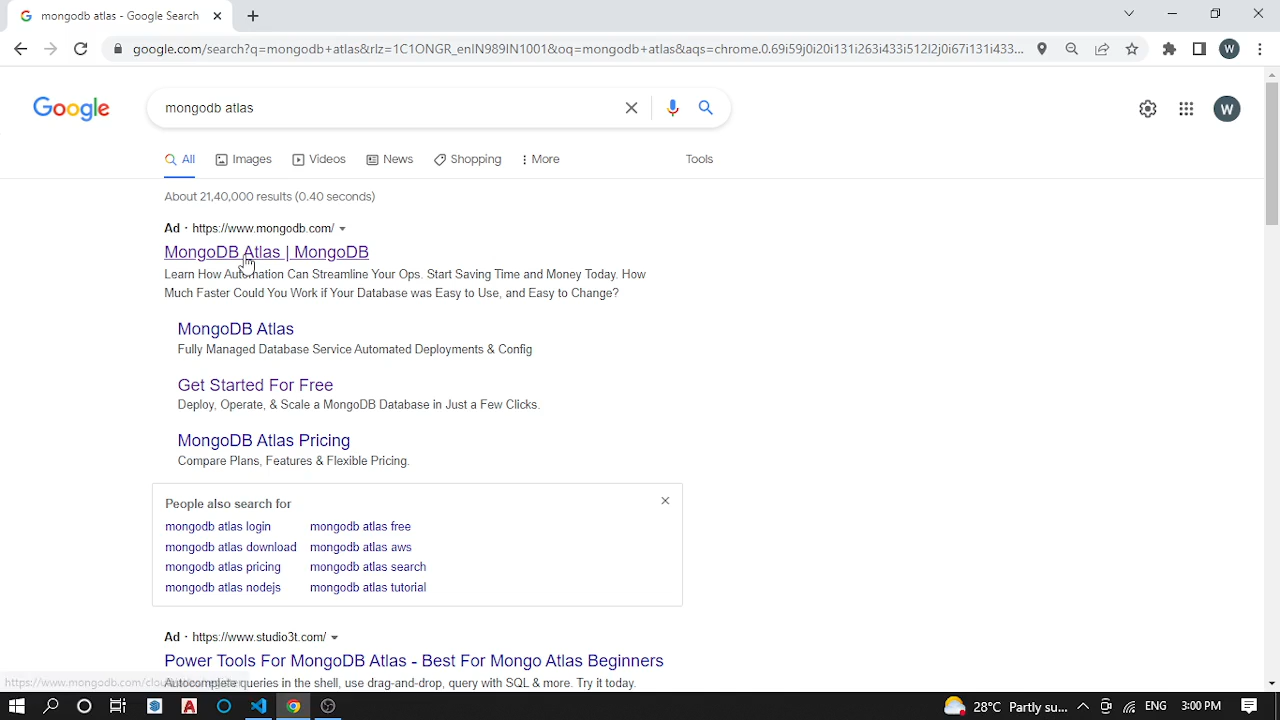 mongodb atlas - Google Search
google.com/search?q=mongodb+atlas&rlz=1C1ONGR_enIN989IN1001&oq=mongodb+atlas&aqs=chrome.0.69i59j0i20i131i263i433i512l2j0i67i131i433...
W
Google
mongodb atlas
W
All
Images
Videos
News
Shopping
More
Tools
About 21,40,000 results (0.40 seconds)
Ad · https://www.mongodb.com/
MongoDB Atlas | MongoDB
Learn How Automation Can Streamline Your Ops. Start Saving Time and Money Today. How
Much Faster Could You Work if Your Database was Easy to Use, and Easy to Change?
MongoDB Atlas
Fully Managed Database Service Automated Deployments & Config
Get Started For Free
Deploy, Operate, & Scale a MongoDB Database in Just a Few Clicks.
MongoDB Atlas Pricing
Compare Plans, Features & Flexible Pricing.
People also search for
mongodb atlas login
mongodb atlas free
mongodb atlas download
mongodb atlas aws
mongodb atlas pricing
mongodb atlas search
mongodb atlas nodejs
mongodb atlas tutorial
Ad · https://www.studio3t.com/
Power Tools For MongoDB Atlas - Best For Mongo Atlas Beginners
Autocomplete queries in the shell, use drag-and-drop, query with SQL & more. Try it today.
28°C Partly su...
ENG
3:00 PM